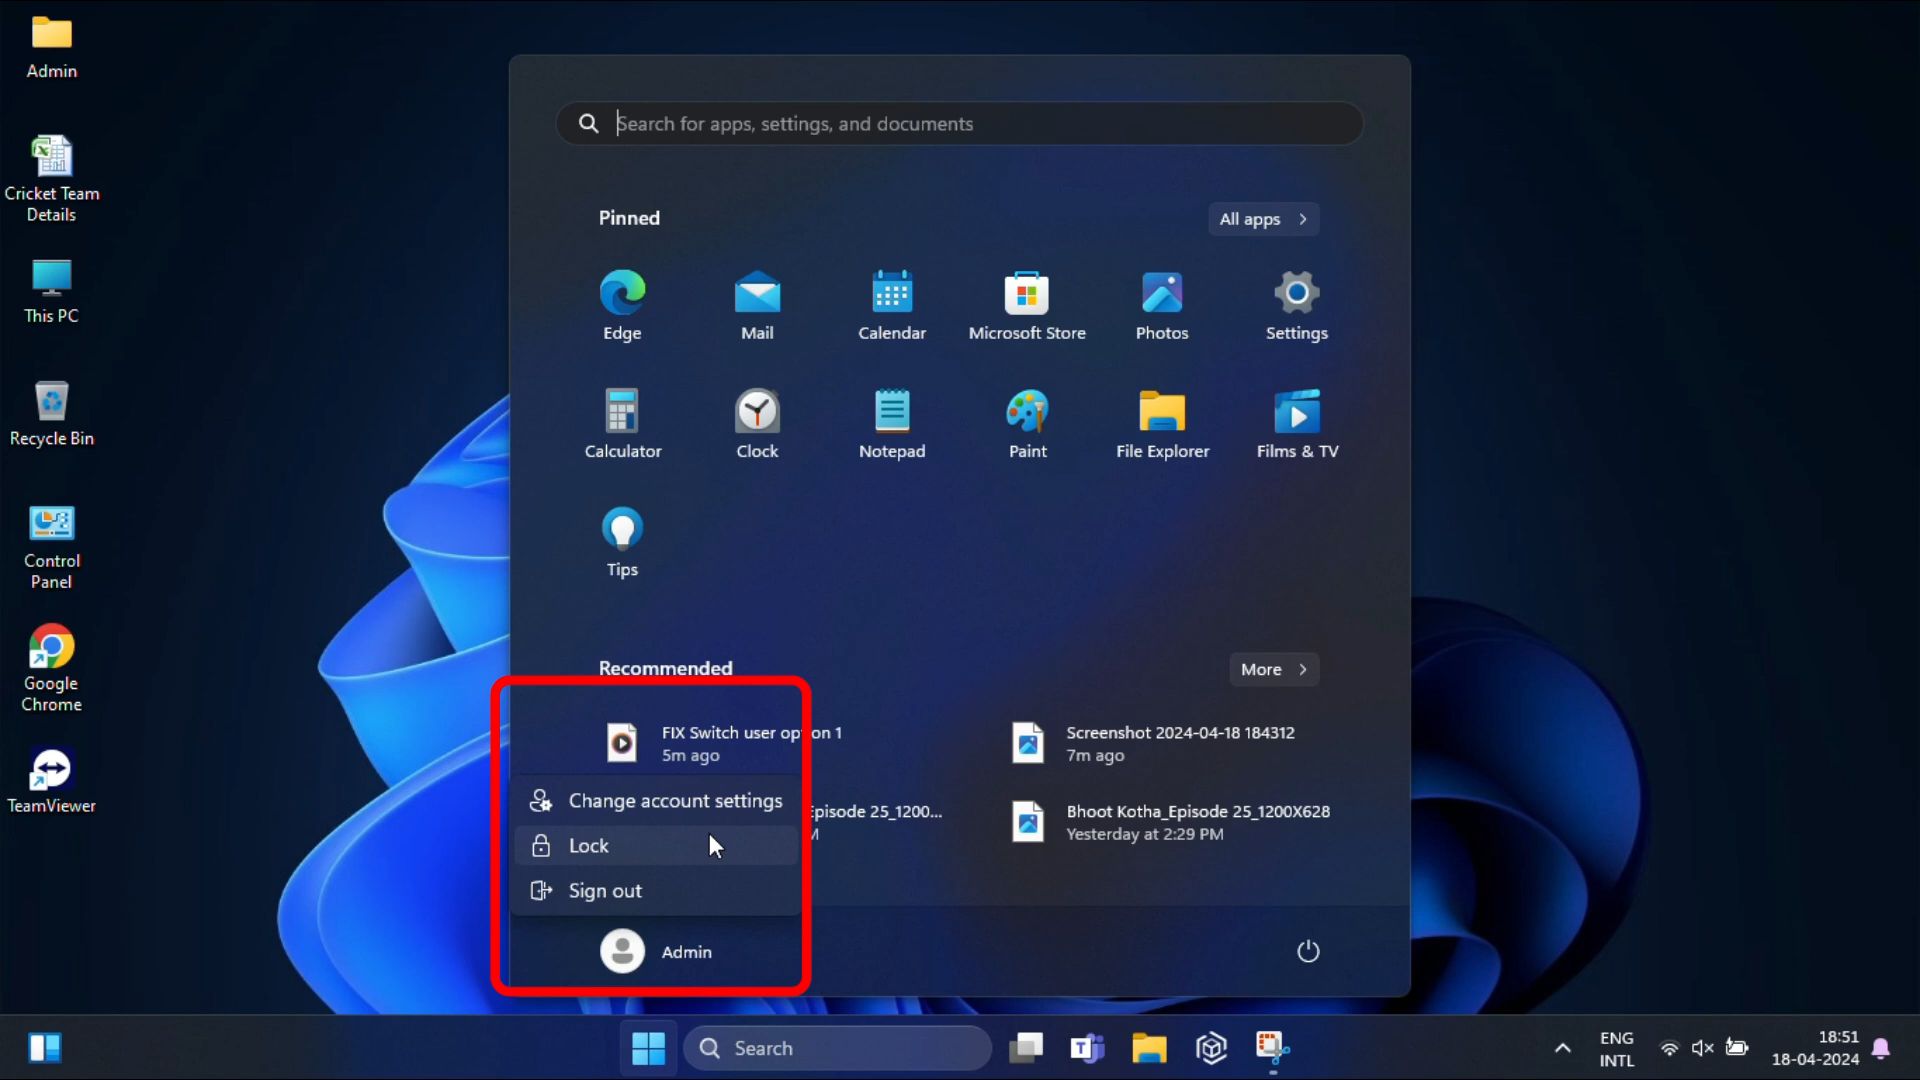 Admin
Cricket Team
Details
This PC
Recycle Bin
Control
Panel
Google
Chrome
TeamViewer
Search for apps, settings, and documents
Pinned
All apps
Edge
Mail
Calendar
Microsoft Store
Photos
Settings
Calculator
Clock
Notepad
Paint
File Explorer
Films & TV
Tips
Recommended
More
FIX Switch user option 1
5m ago
Screenshot 2024-04-18 184312
7m ago
Episode 25_1200...
M
Bhoot Kotha_Episode 25_1200X628
Yesterday at 2:29 PM
Change account settings
Lock
Sign out
Admin
Search
ENG
INTL
18:51
18-04-2024